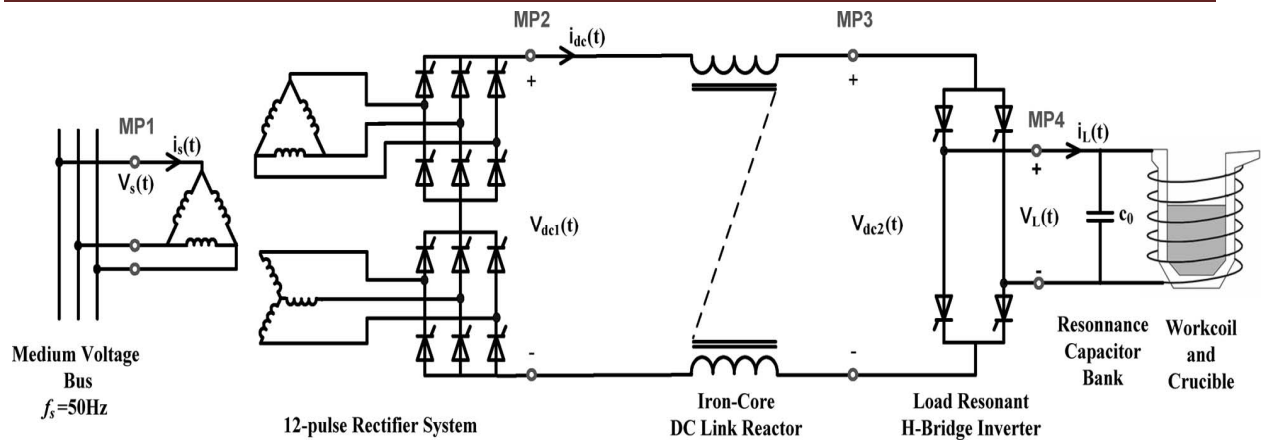 MP2
MP3
i_dc(t)
+
+
MP1
i_s(t)
V_s(t)
MP4
i_L(t)
+
V_dc1(t)
V_dc2(t)
V_L(t)
c_0
-
-
-
Medium Voltage
Bus
f_s=50Hz
12-pulse Rectifier System
Iron-Core
DC Link Reactor
Load Resonant
H-Bridge Inverter
Resonnance
Capacitor
Bank
Workcoil
and
Crucible